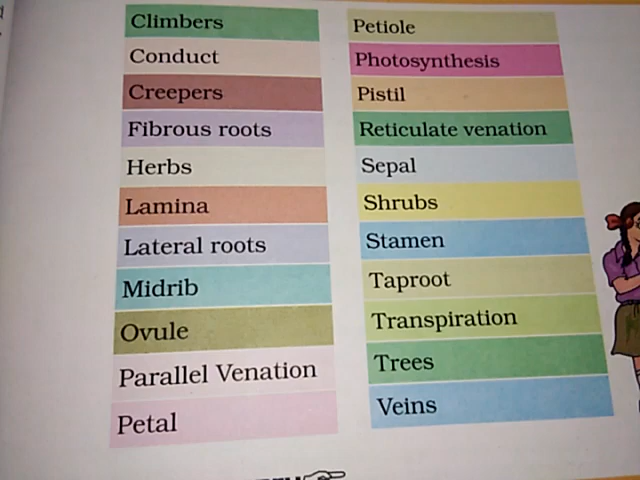 Climbers
Conduct
Creepers
Fibrous roots
Herbs
Lamina
Lateral roots
Midrib
Ovule
Parallel Venation
Petal
Petiole
Photosynthesis
Pistil
Reticulate venation
Sepal
Shrubs
Stamen
Taproot
Transpiration
Trees
Veins